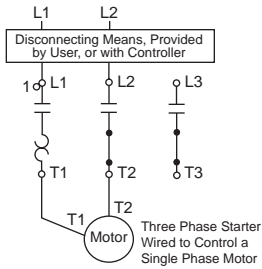 L1 L2
Disconnecting Means, Provided
by User, or with Controller
1 L1 L2 L3
T1 T2 T3
T1 T2
Motor
Three Phase Starter
Wired to Control a
Single Phase Motor